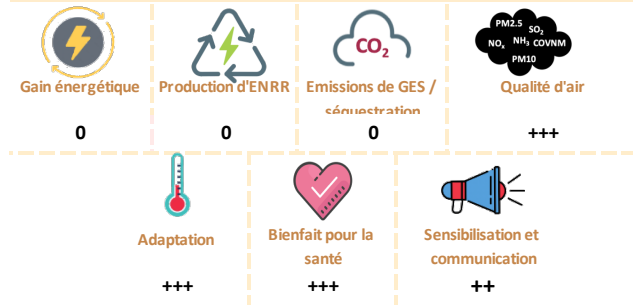 CO₂
PM2.5
SO₂
NOₓ NH₃ COVNM
PM10
Gain énergétique
Production d'ENRR
Emissions de GES /
séquestration
Qualité d'air
0
0
0
+++
Adaptation
Bienfait pour la
santé
Sensibilisation et
communication
+++
+++
++